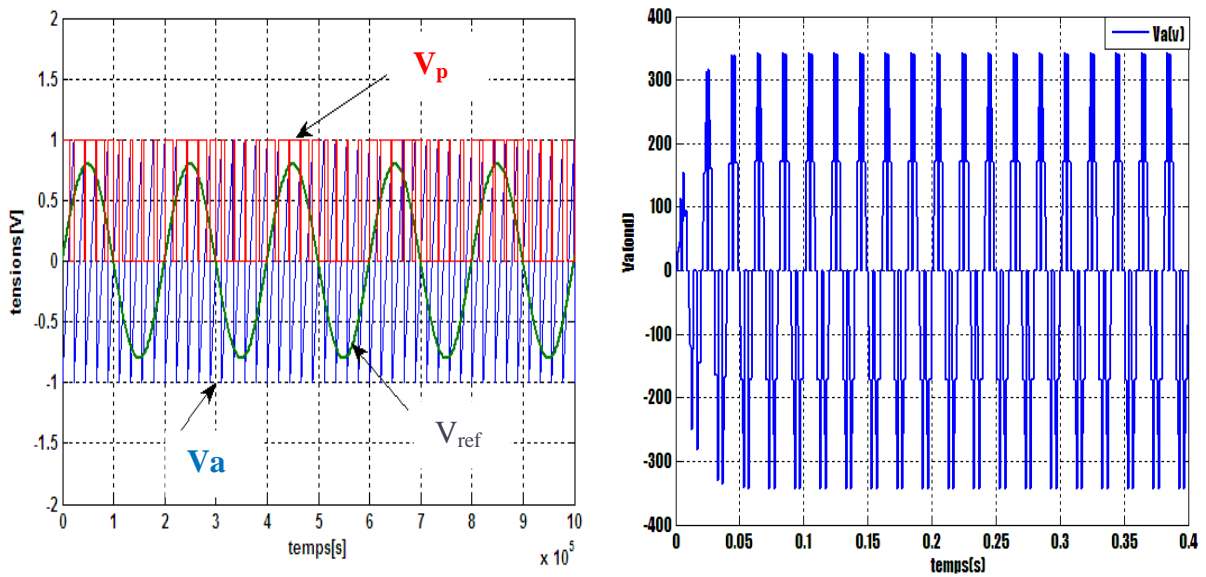 2
1.5
1
0.5
0
-0.5
-1
-1.5
-2
tensions[V]
0 1 2 3 4 5 6 7 8 9 10
temps[s]
x 10^5
Vp
Vref
Va
400
300
200
100
0
-100
-200
-300
-400
Va(ond)
0 0.05 0.1 0.15 0.2 0.25 0.3 0.35 0.4
temps(s)
Va(v)